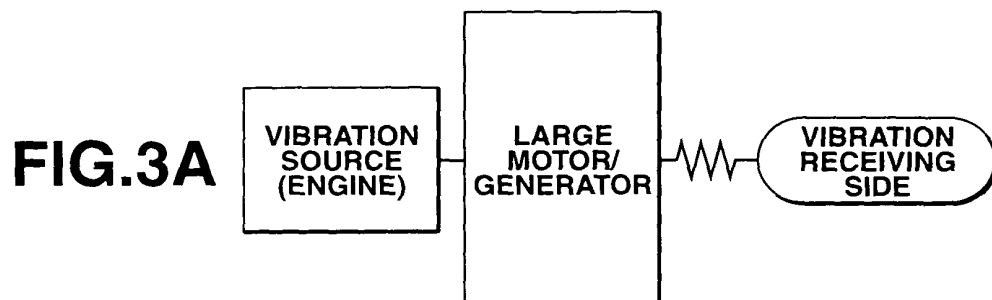 FIG.3A
VIBRATION
SOURCE
(ENGINE)
LARGE
MOTOR/
GENERATOR
VIBRATION
RECEIVING
SIDE